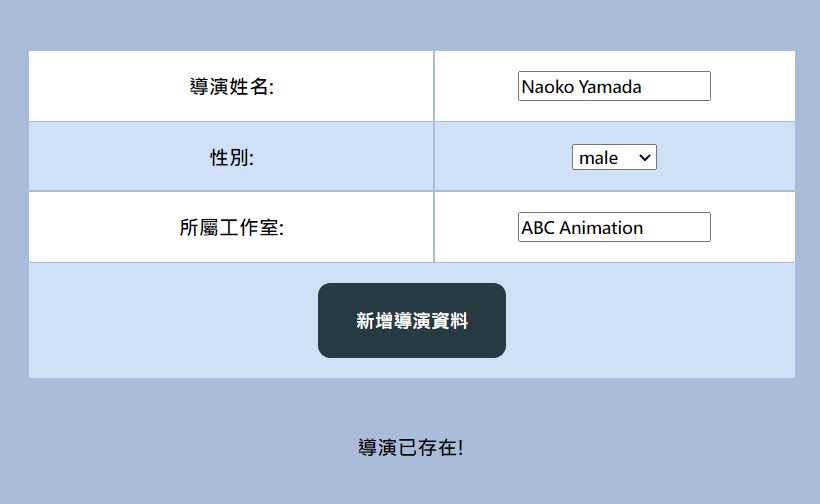 導演姓名: Naoko Yamada
性別: male
所屬工作室: ABC Animation
新增導演資料
導演已存在!